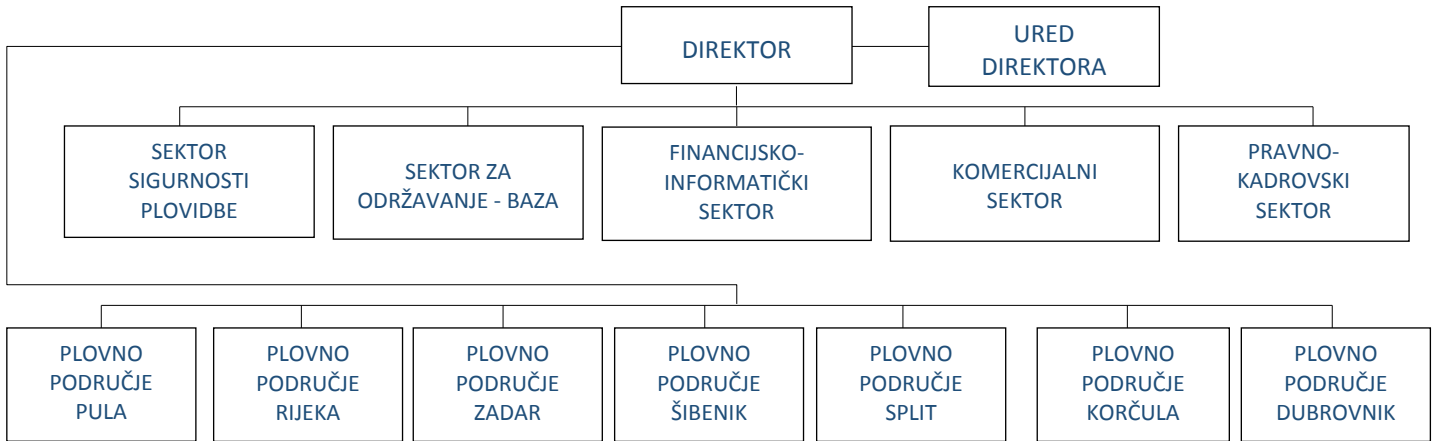 DIREKTOR
URED
DIREKTORA
SEKTOR
SIGURNOSTI
PLOVIDBE
SEKTOR ZA
ODRŽAVANJE - BAZA
FINANCIJSKO-
INFORMATIČKI
SEKTOR
KOMERCIJALNI
SEKTOR
PRAVNO-
KADROVSKI
SEKTOR
PLOVNO
PODRUČJE
PULA
PLOVNO
PODRUČJE
RIJEKA
PLOVNO
PODRUČJE
ZADAR
PLOVNO
PODRUČJE
ŠIBENIK
PLOVNO
PODRUČJE
SPLIT
PLOVNO
PODRUČJE
KORČULA
PLOVNO
PODRUČJE
DUBROVNIK